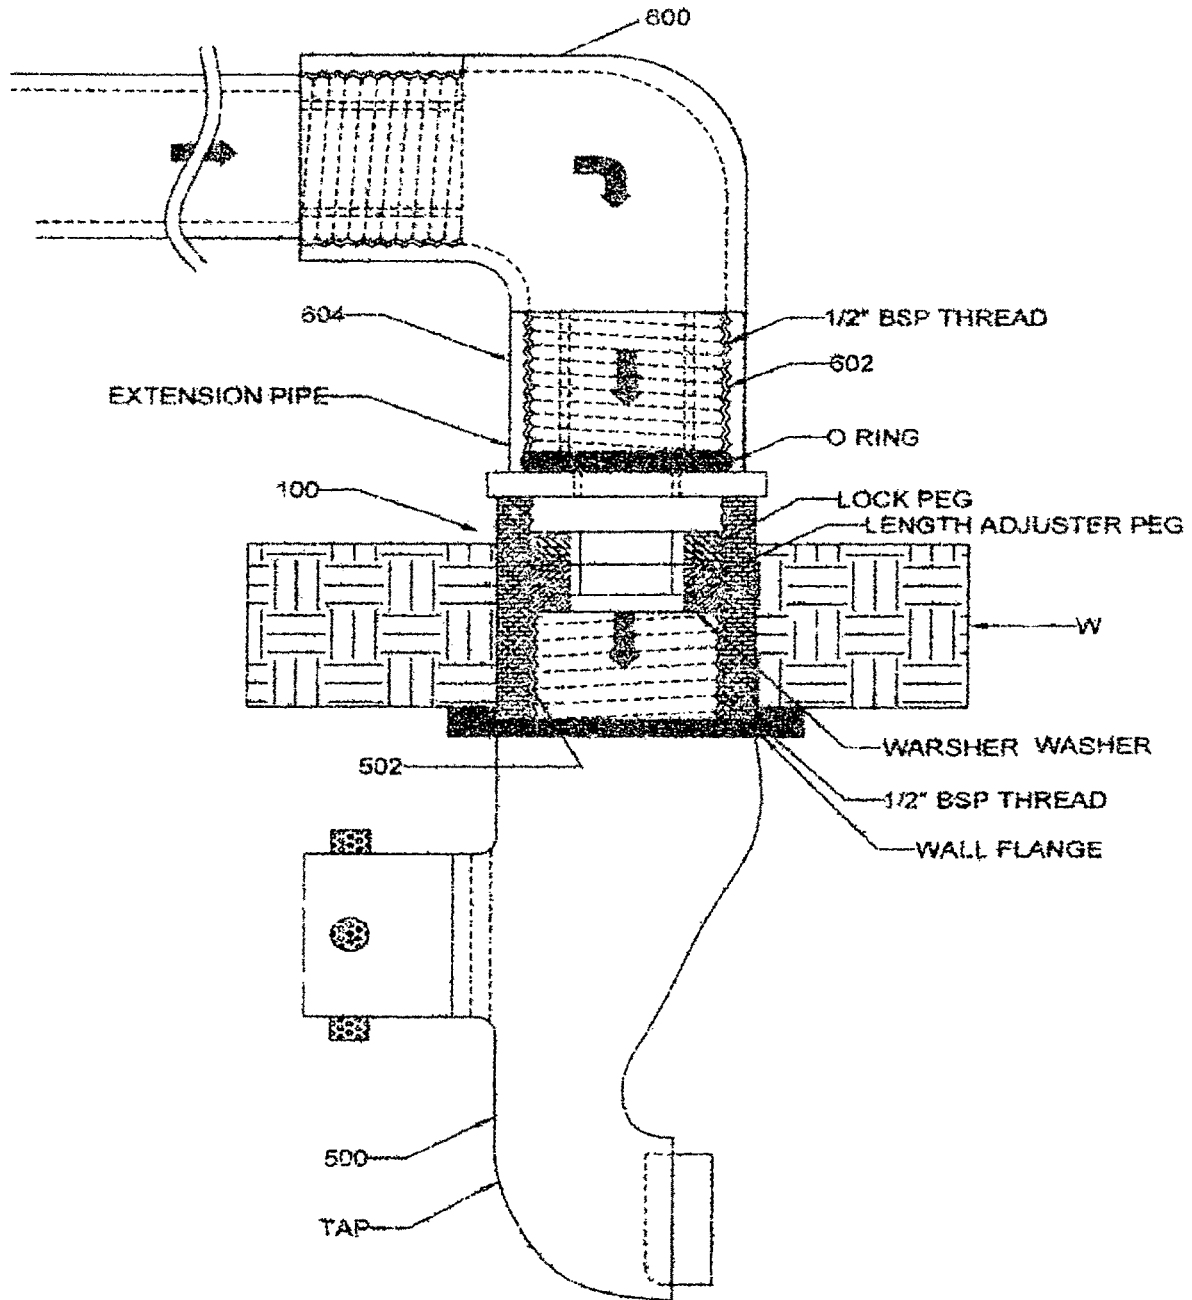 600
604
1/2" BSP THREAD
602
EXTENSION PIPE
O RING
100
LOCK PEG
LENGTH ADJUSTER PEG
W
WARSHER WASHER
502
1/2" BSP THREAD
WALL FLANGE
500
TAP